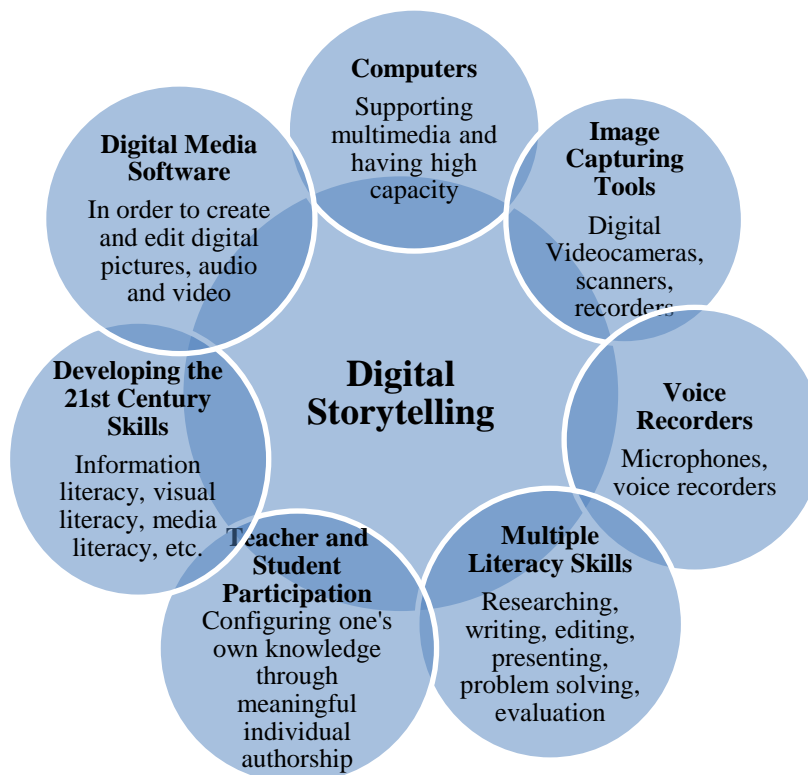 Computers
Supporting
multimedia and
having high
capacity
Image
Capturing
Tools
Digital
Videocameras,
scanners,
recorders
Voice
Recorders
Microphones,
voice recorders
Multiple
Literacy Skills
Researching,
writing, editing,
presenting,
problem solving,
evaluation
Teacher and
Student
Participation
Configuring one's
own knowledge
through
meaningful
individual
authorship
Developing the
21st Century
Skills
Information
literacy, visual
literacy, media
literacy, etc.
Digital Media
Software
In order to create
and edit digital
pictures, audio
and video
Digital
Storytelling